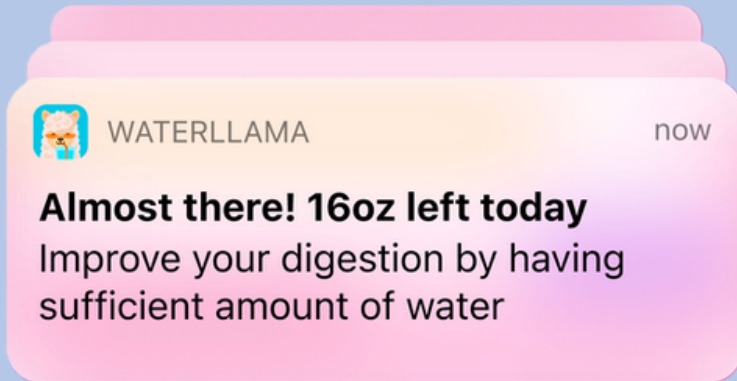 WATERLLAMA
now
Almost there! 16oz left today
Improve your digestion by having
sufficient amount of water